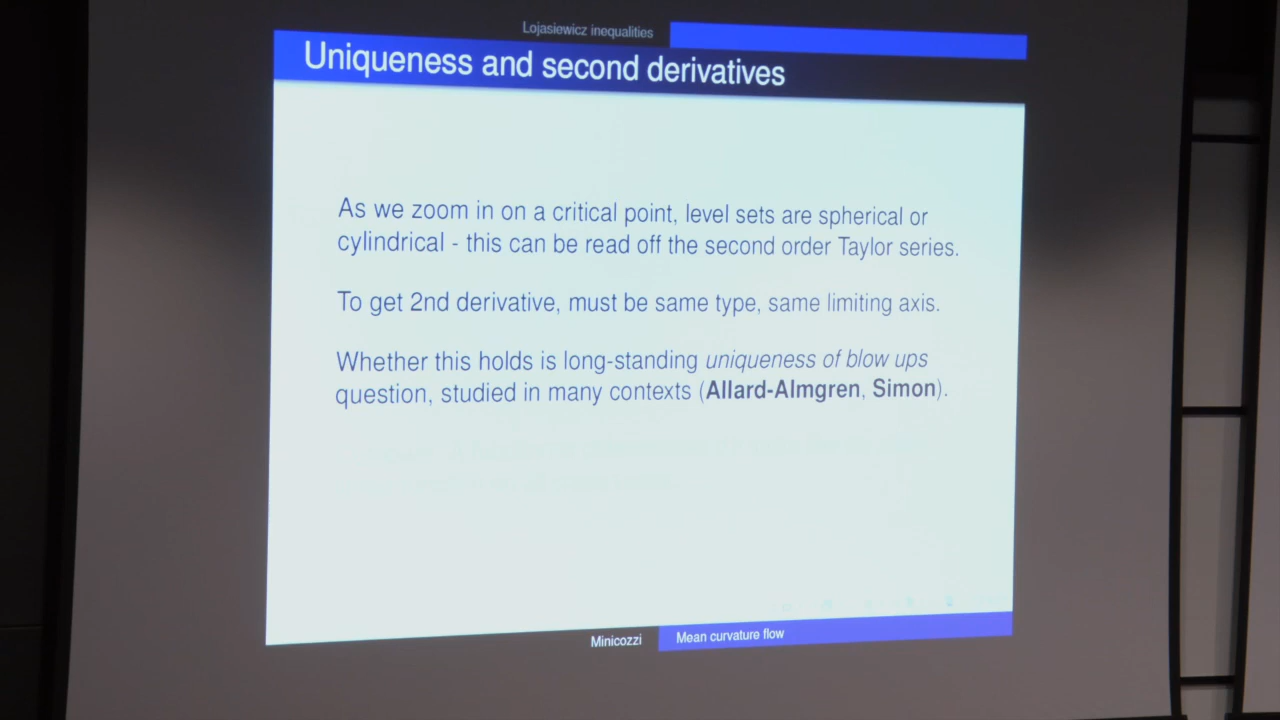 Lojasiewicz inequalities
Uniqueness and second derivatives
As we zoom in on a critical point, level sets are spherical or
cylindrical - this can be read off the second order Taylor series.
To get 2nd derivative, must be same type, same limiting axis.
Whether this holds is long-standing uniqueness of blow ups
question, studied in many contexts (Allard-Almgren, Simon).
Minicozzi
Mean curvature flow